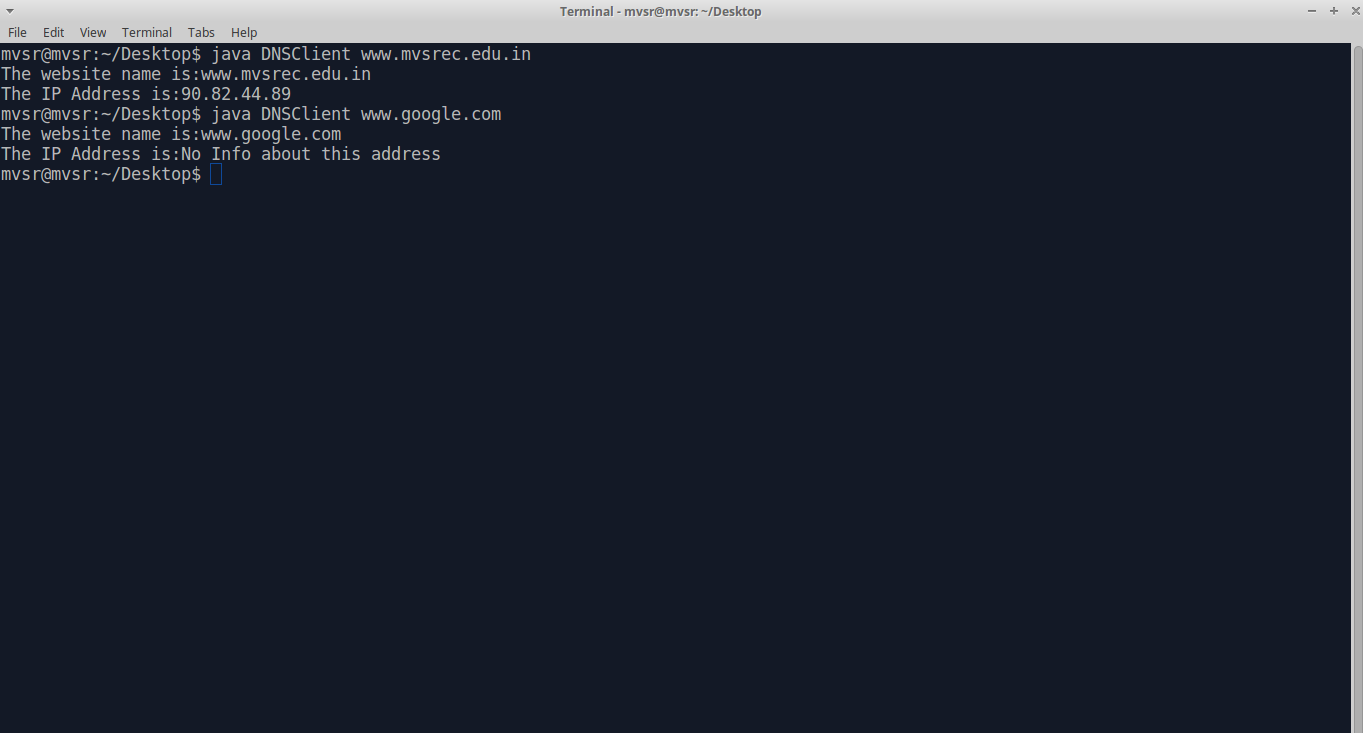 Terminal - mvsr@mvsr: ~/Desktop
File Edit View Terminal Tabs Help
mvsr@mvsr:~/Desktop$ java DNSClient www.mvsrec.edu.in
The website name is:www.mvsrec.edu.in
The IP Address is:90.82.44.89
mvsr@mvsr:~/Desktop$ java DNSClient www.google.com
The website name is:www.google.com
The IP Address is:No Info about this address
mvsr@mvsr:~/Desktop$